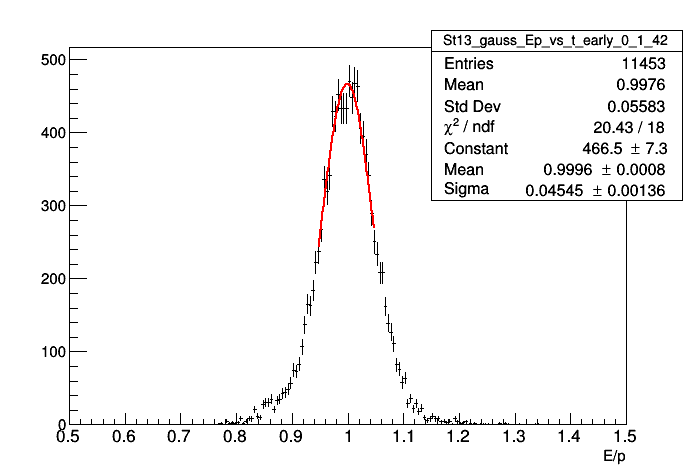 St13_gauss_Ep_vs_t_early_0_1_42
Entries 11453
Mean 0.9976
Std Dev 0.05583
χ² / ndf 20.43 / 18
Constant 466.5 ± 7.3
Mean 0.9996 ± 0.0008
Sigma 0.04545 ± 0.00136
500
400
300
200
100
0
0.5 0.6 0.7 0.8 0.9 1 1.1 1.2 1.3 1.4 1.5
E/p